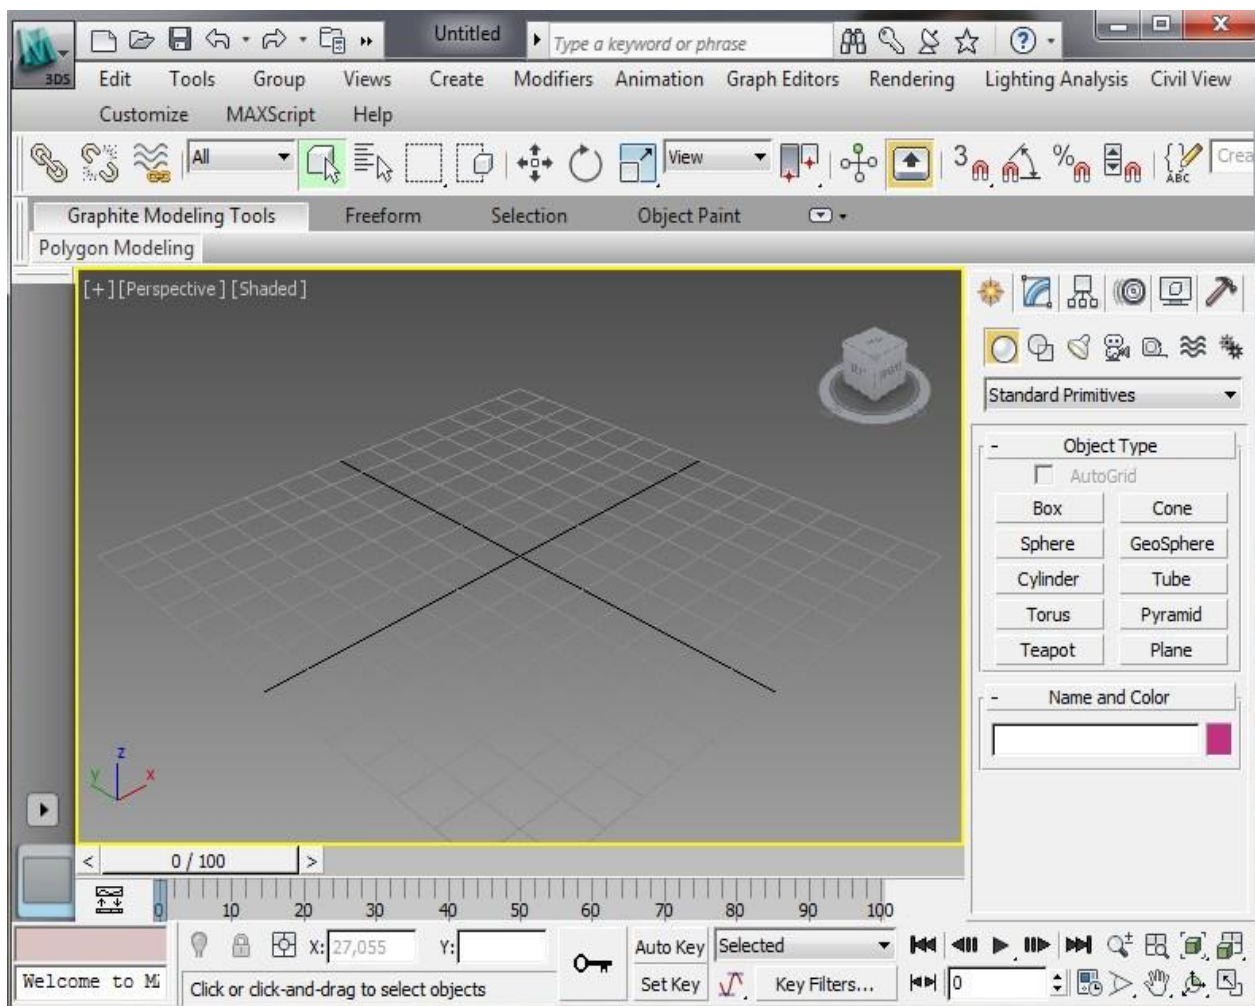 Untitled
Type a keyword or phrase
3DS
Edit Tools Group Views Create Modifiers Animation Graph Editors Rendering Lighting Analysis Civil View
Customize MAXScript Help
All
View
3
%
ABC
Crea
Graphite Modeling Tools Freeform Selection Object Paint
Polygon Modeling
[+][Perspective][Shaded]
Standard Primitives
- Object Type
AutoGrid
Box Cone
Sphere GeoSphere
Cylinder Tube
Torus Pyramid
Teapot Plane
- Name and Color
z
y x
< 0 / 100 >
0 10 20 30 40 50 60 70 80 90 100
X: 27,055 Y: Auto Key Selected
Welcome to M
Click or click-and-drag to select objects Set Key Key Filters... 0